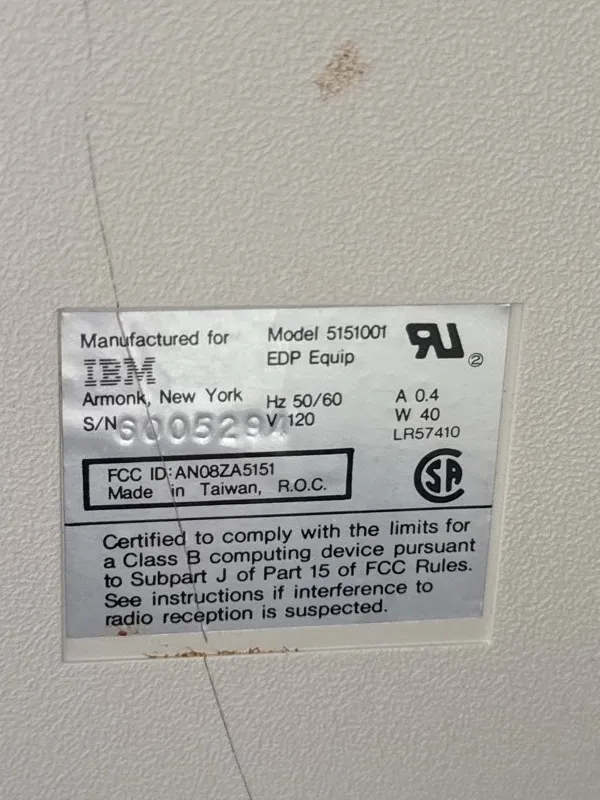 Manufactured for
IBM
Armonk, New York
S/N
Model 5151001
EDP Equip
Hz 50/60
V 120
A 0.4
W 40
LR57410
FCC ID:AN08ZA5151
Made in Taiwan, R.O.C.
Certified to comply with the limits for
a Class B computing device pursuant
to Subpart J of Part 15 of FCC Rules.
See instructions if interference to
radio reception is suspected.